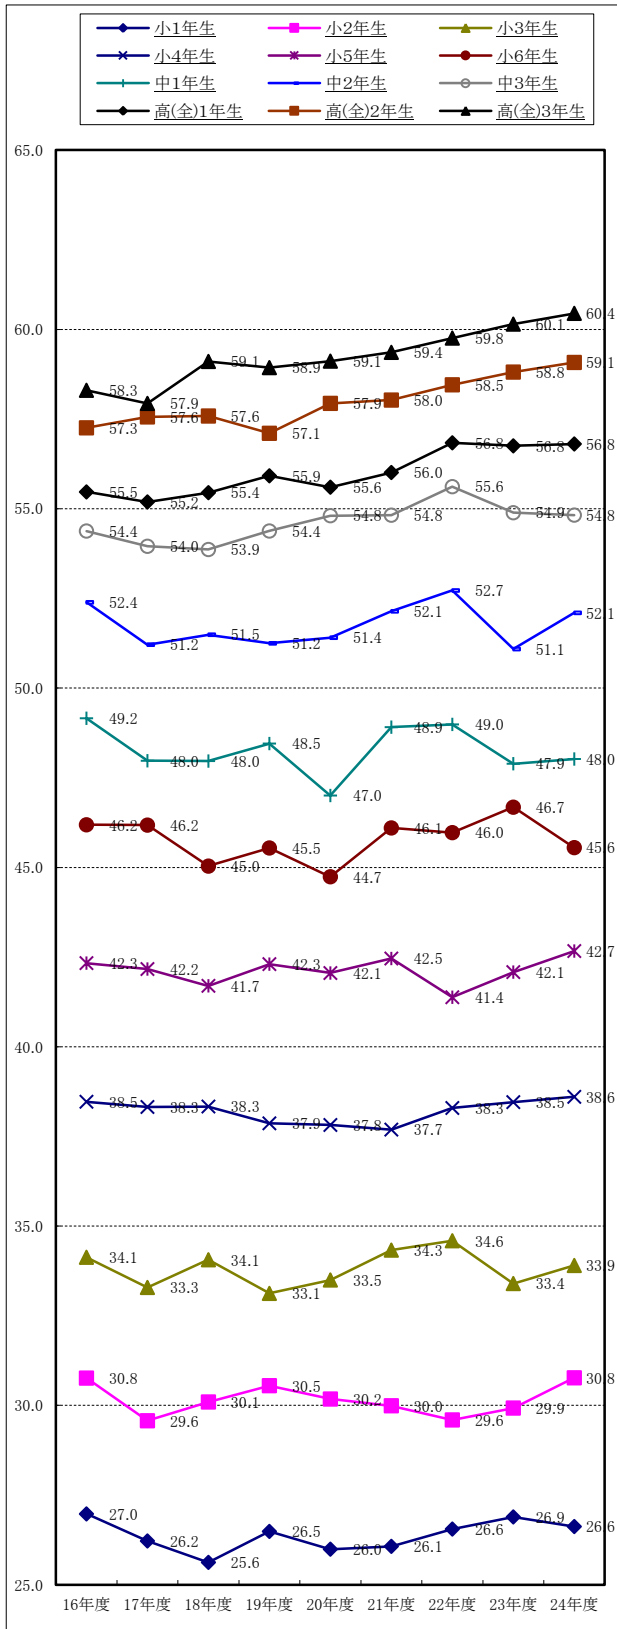 小1年生 小2年生 小3年生
小4年生 小5年生 小6年生
中1年生 中2年生 中3年生
高(全)1年生 高(全)2年生 高(全)3年生
65.0
60.0
55.0
50.0
45.0
40.0
35.0
30.0
25.0
58.3 57.9 59.1 58.9 59.1 59.4 59.8 60.1 60.4
57.3 57.6 57.6 57.1 57.9 58.0 58.5 58.8 59.1
55.5 55.2 55.4 55.9 55.6 56.0 56.8 56.8 56.8
54.4 54.0 53.9 54.4 54.8 54.8 55.6 54.9 54.8
52.4 51.2 51.5 51.2 51.4 52.1 52.7 51.1 52.1
49.2 48.0 48.0 48.5 47.0 48.9 49.0 47.9 48.0
46.2 46.2 45.0 45.5 44.7 46.1 46.0 46.7 45.6
42.3 42.2 41.7 42.3 42.1 42.5 41.4 42.1 42.7
38.5 38.3 38.3 37.9 37.8 37.7 38.3 38.5 38.6
34.1 33.3 34.1 33.1 33.5 34.3 34.6 33.4 33.9
30.8 29.6 30.1 30.5 30.2 30.0 29.6 29.9 30.8
27.0 26.2 25.6 26.5 26.0 26.1 26.6 26.9 26.6
16年度 17年度 18年度 19年度 20年度 21年度 22年度 23年度 24年度